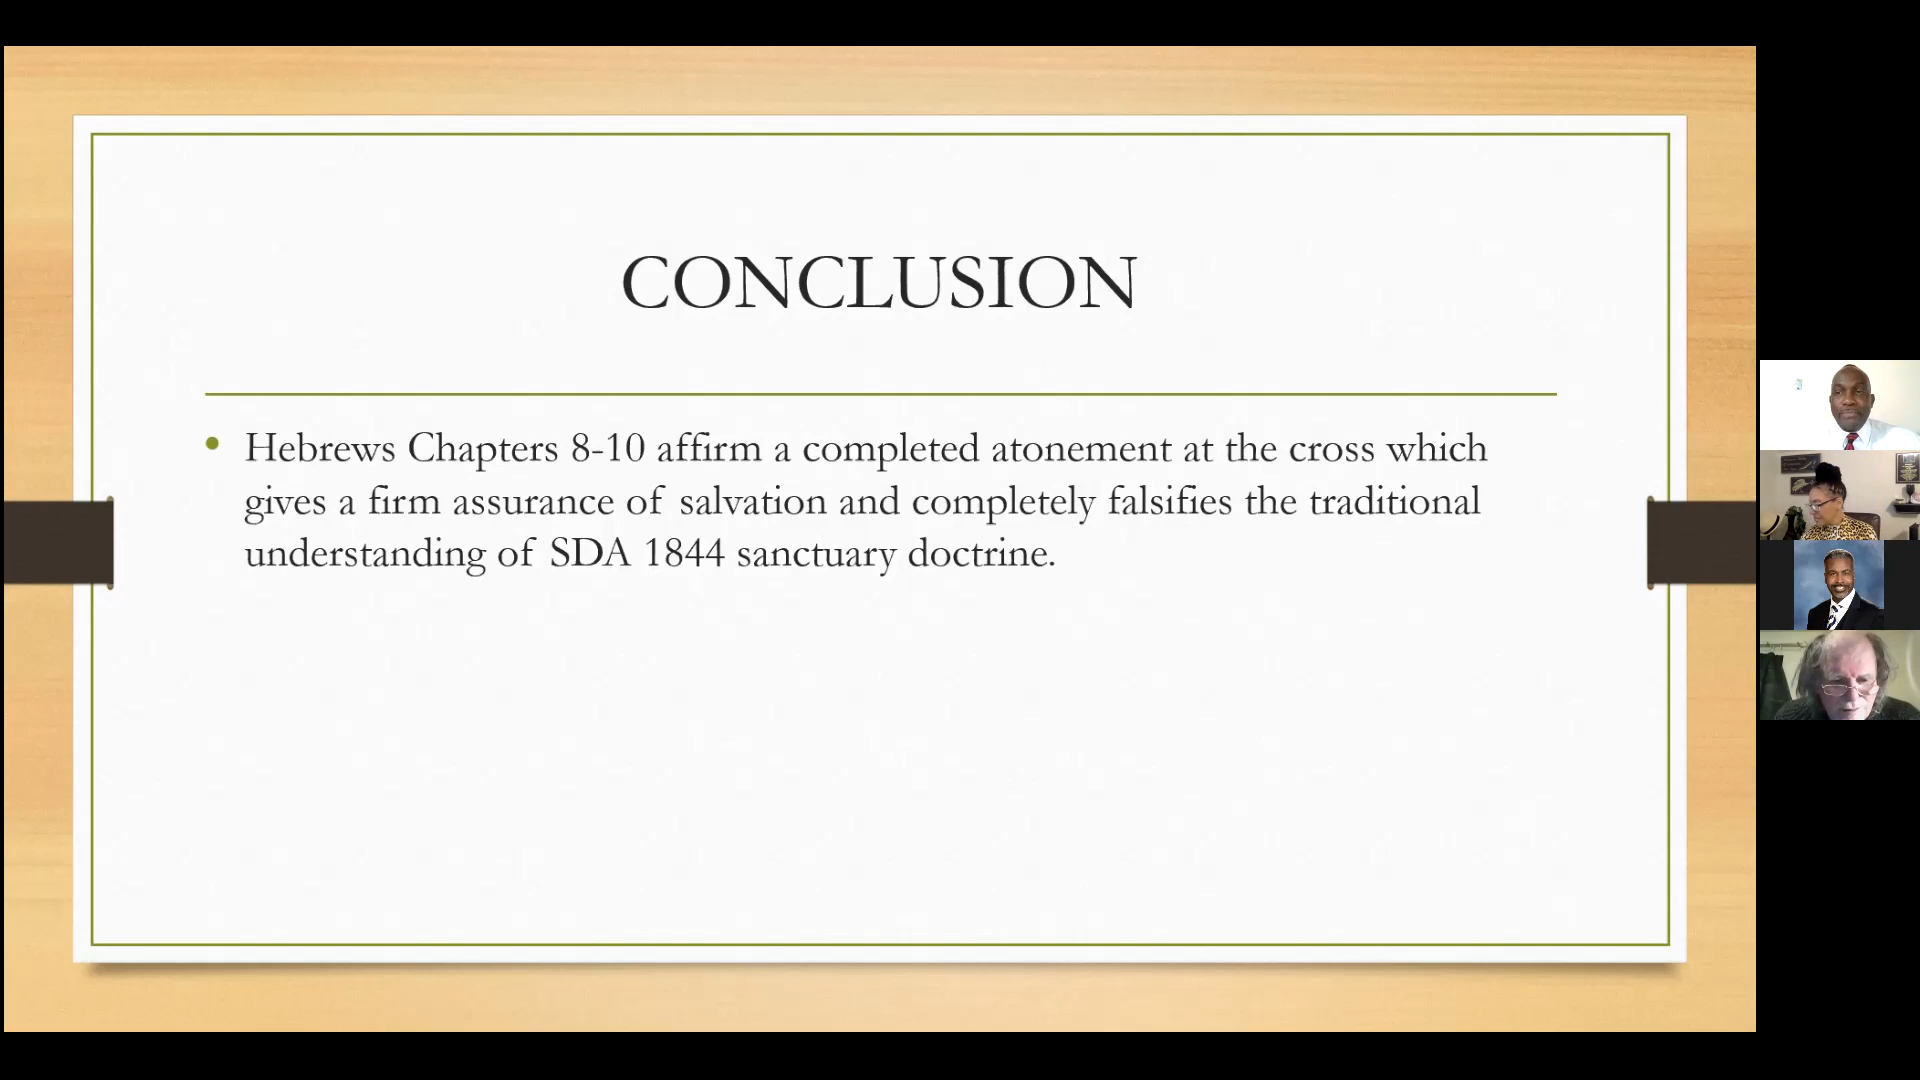 CONCLUSION
• Hebrews Chapters 8-10 affirm a completed atonement at the cross which
gives a firm assurance of salvation and completely falsifies the traditional
understanding of SDA 1844 sanctuary doctrine.